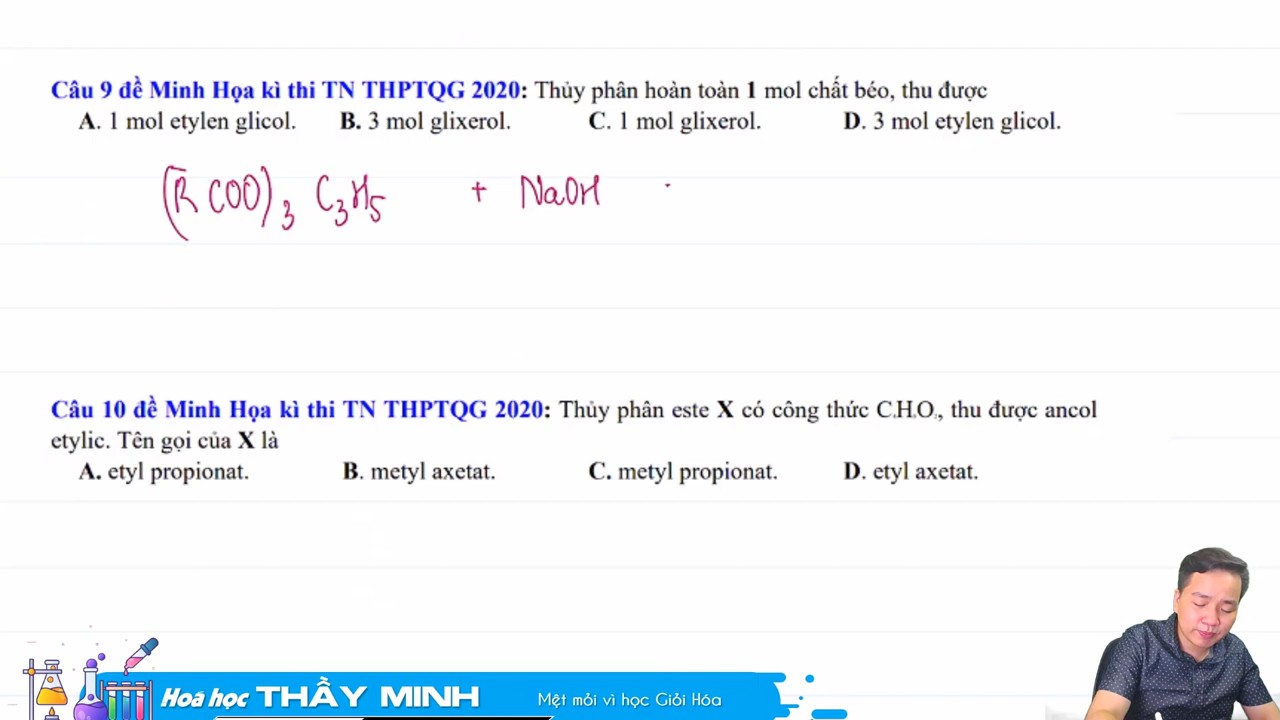 Câu 9 đề Minh Họa kì thi TN THPTQG 2020: Thủy phân hoàn toàn 1 mol chất béo, thu được
A. 1 mol etylen glicol. B. 3 mol glixerol. C. 1 mol glixerol. D. 3 mol etylen glicol.
(RCOO)₃ C₃H₅ + NaOH
Câu 10 đề Minh Họa kì thi TN THPTQG 2020: Thủy phân este X có công thức, thu được ancol
etylic. Tên gọi của X là
A. etyl propionat. B. metyl axetat. C. metyl propionat. D. etyl axetat.
Hoá học THẦY MINH Mệt mỏi vì học Giỏi Hóa